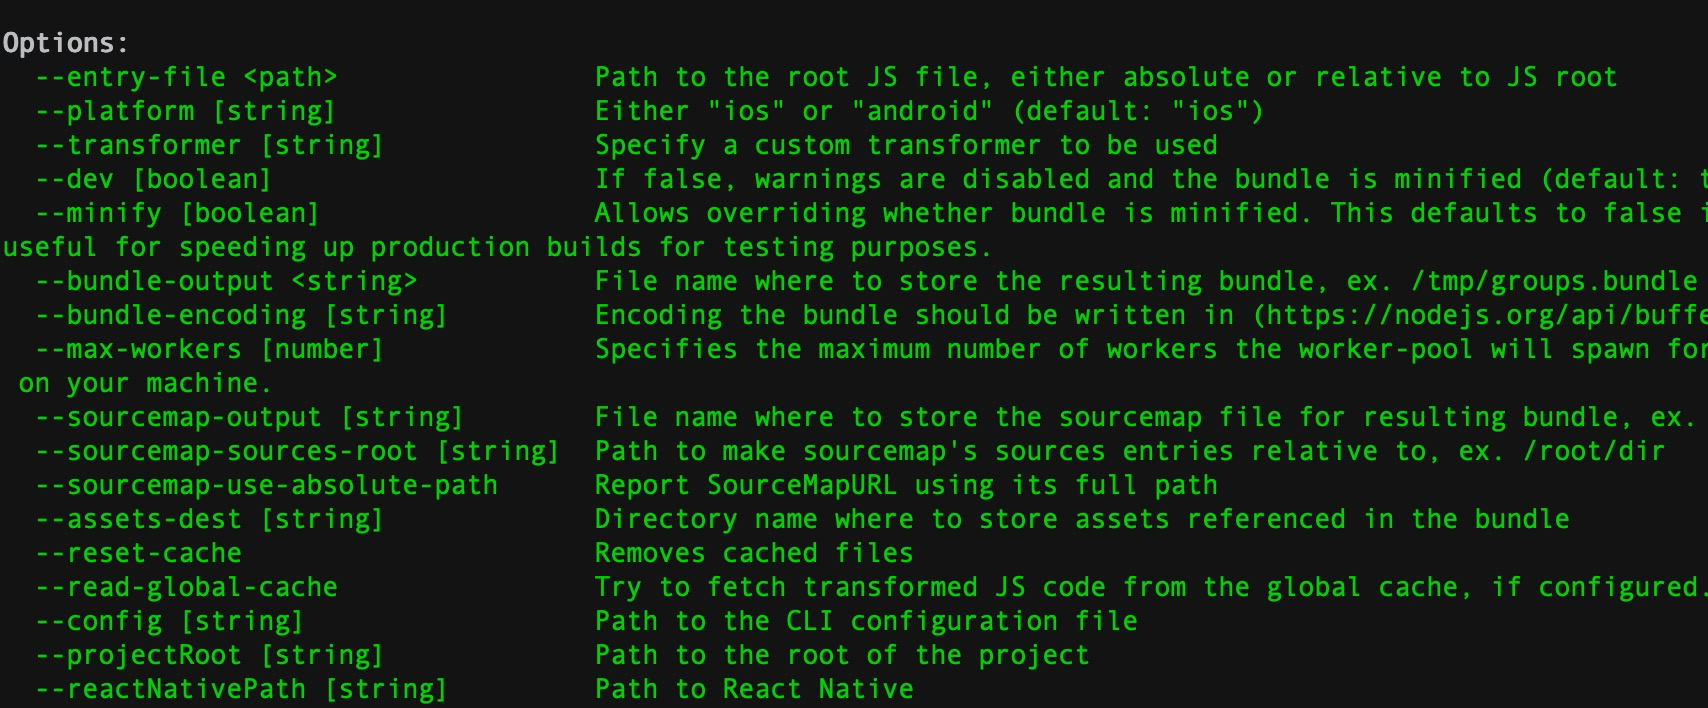 Options:
--entry-file <path> Path to the root JS file, either absolute or relative to JS root
--platform [string] Either "ios" or "android" (default: "ios")
--transformer [string] Specify a custom transformer to be used
--dev [boolean] If false, warnings are disabled and the bundle is minified (default:
--minify [boolean] Allows overriding whether bundle is minified. This defaults to false
useful for speeding up production builds for testing purposes.
--bundle-output <string> File name where to store the resulting bundle, ex. /tmp/groups.bundle
--bundle-encoding [string] Encoding the bundle should be written in (https://nodejs.org/api/buffe
--max-workers [number] Specifies the maximum number of workers the worker-pool will spawn for
on your machine.
--sourcemap-output [string] File name where to store the sourcemap file for resulting bundle, ex.
--sourcemap-sources-root [string] Path to make sourcemap's sources entries relative to, ex. /root/dir
--sourcemap-use-absolute-path Report SourceMapURL using its full path
--assets-dest [string] Directory name where to store assets referenced in the bundle
--reset-cache Removes cached files
--read-global-cache Try to fetch transformed JS code from the global cache, if configured.
--config [string] Path to the CLI configuration file
--projectRoot [string] Path to the root of the project
--reactNativePath [string] Path to React Native